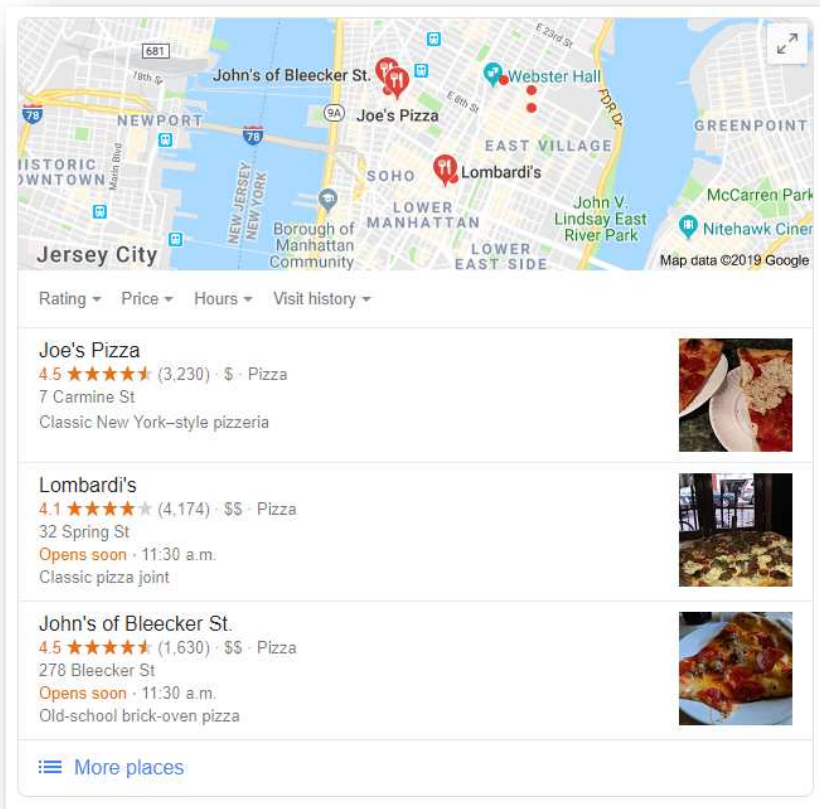 E 23rd St
681
John's of Bleecker St.
18th St
Webster Hall
78
NEWPORT
9A
Joe's Pizza
E 8th St
FDR Dr
78
GREENPOINT
EAST VILLAGE
HISTORIC
DOWNTOWN
Marin Blvd
SOHO
Lombardi's
NEW JERSEY
NEW YORK
LOWER
MANHATTAN
John V.
Lindsay East
River Park
McCarren Park
Borough of
Manhattan
Community
Nitehawk Cinem
Jersey City
LOWER
EAST SIDE
Map data ©2019 Google
Rating Price Hours Visit history
Joe's Pizza
4.5 (3,230) · $ · Pizza
7 Carmine St
Classic New York–style pizzeria
Lombardi's
4.1 (4,174) · $$ · Pizza
32 Spring St
Opens soon · 11:30 a.m.
Classic pizza joint
John's of Bleecker St.
4.5 (1,630) · $$ · Pizza
278 Bleecker St
Opens soon · 11:30 a.m.
Old-school brick-oven pizza
More places